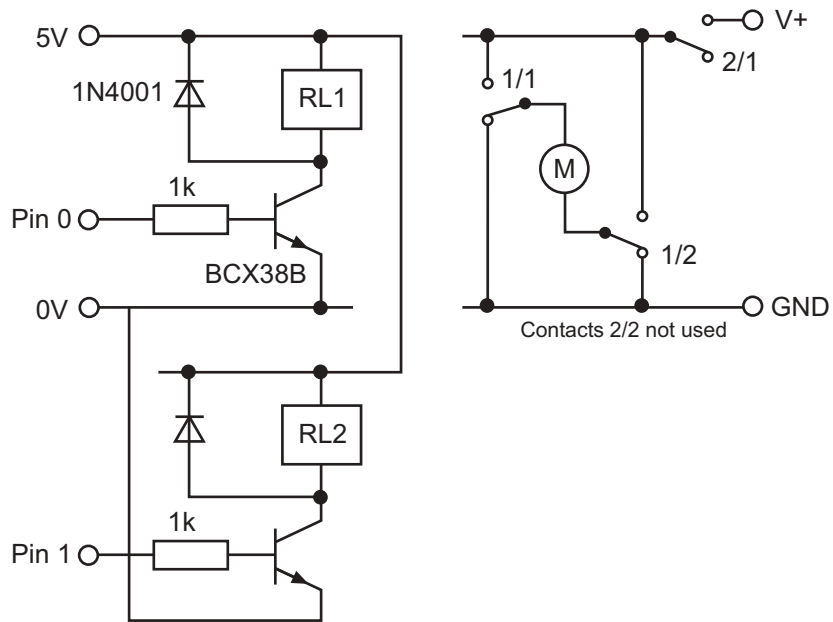 5V
1N4001
RL1
1k
Pin 0
BCX38B
0V
RL2
1k
Pin 1
V+
2/1
1/1
M
1/2
GND
Contacts 2/2 not used